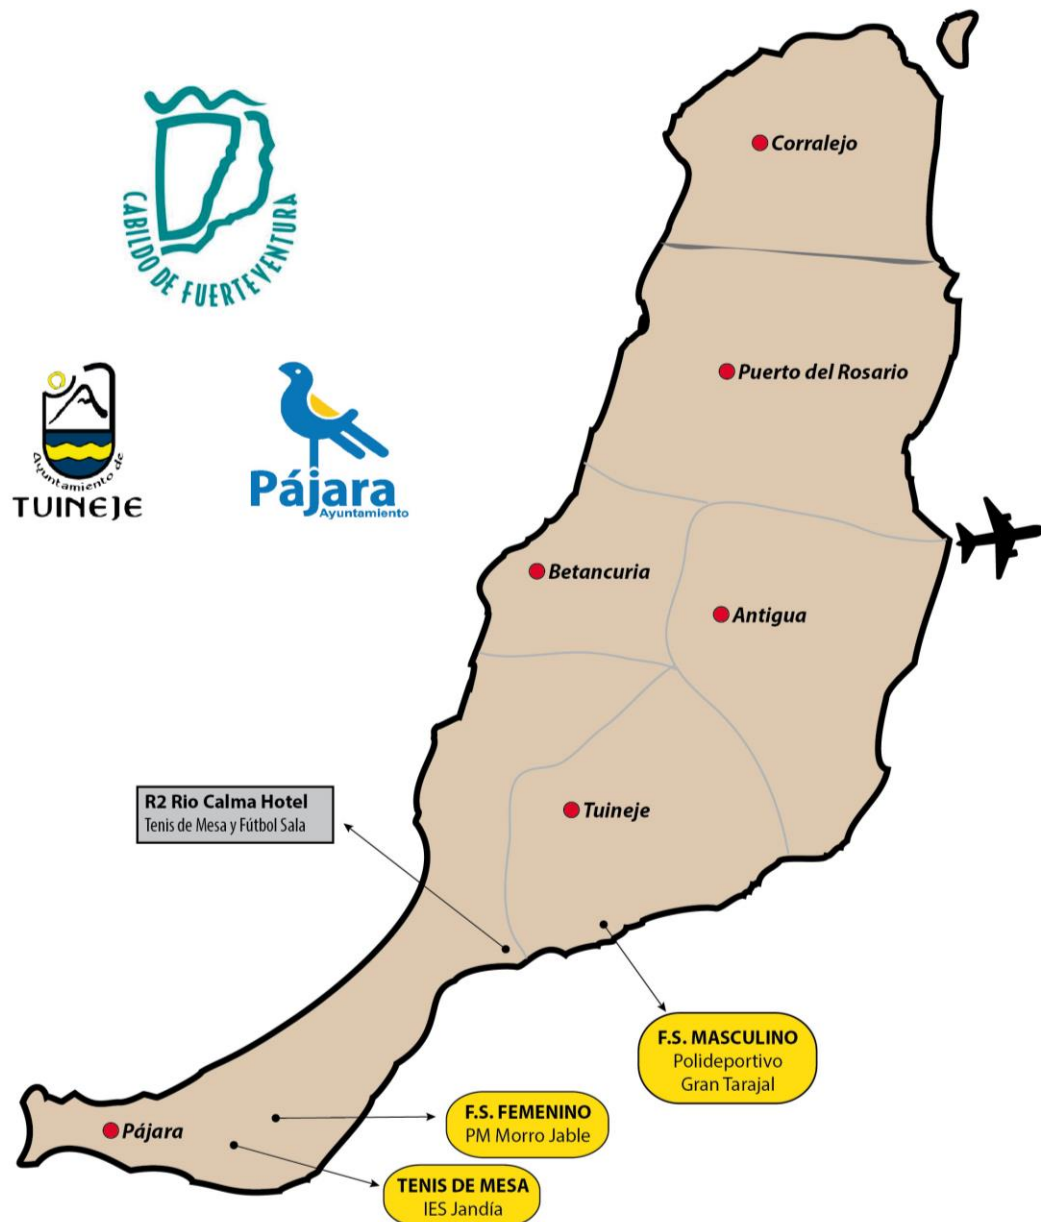 CABILDO DE FUERTEVENTURA
Corralejo
Puerto del Rosario
Ayuntamiento de
TUINEJE
Pájara
Ayuntamiento
Betancuria
Antigua
R2 Rio Calma Hotel
Tenis de Mesa y Fútbol Sala
Tuineje
F.S. MASCULINO
Polideportivo
Gran Tarajal
F.S. FEMENINO
PM Morro Jable
Pájara
TENIS DE MESA
IES Jandía